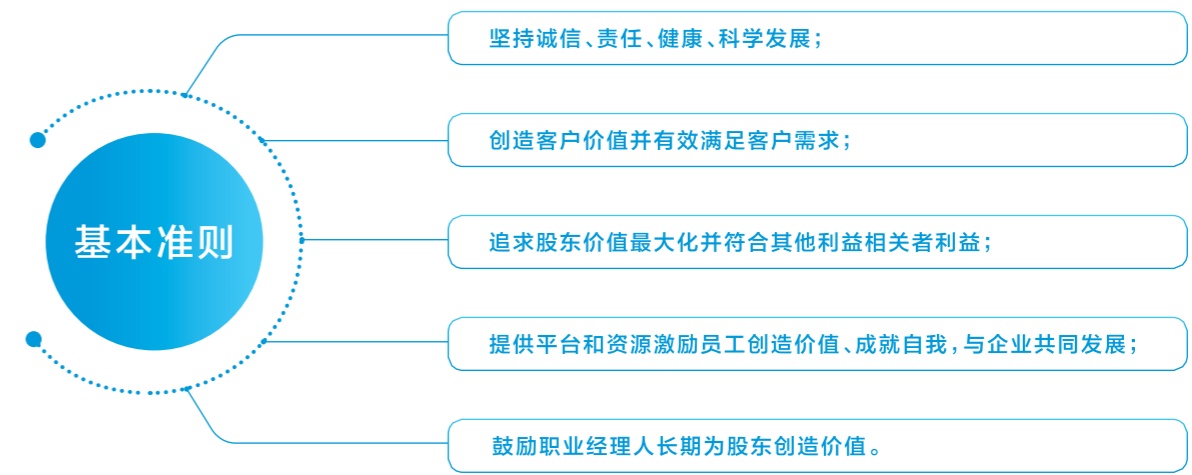 基本准则
坚持诚信、责任、健康、科学发展；
创造客户价值并有效满足客户需求；
追求股东价值最大化并符合其他利益相关者利益；
提供平台和资源激励员工创造价值、成就自我，与企业共同发展；
鼓励职业经理人长期为股东创造价值。